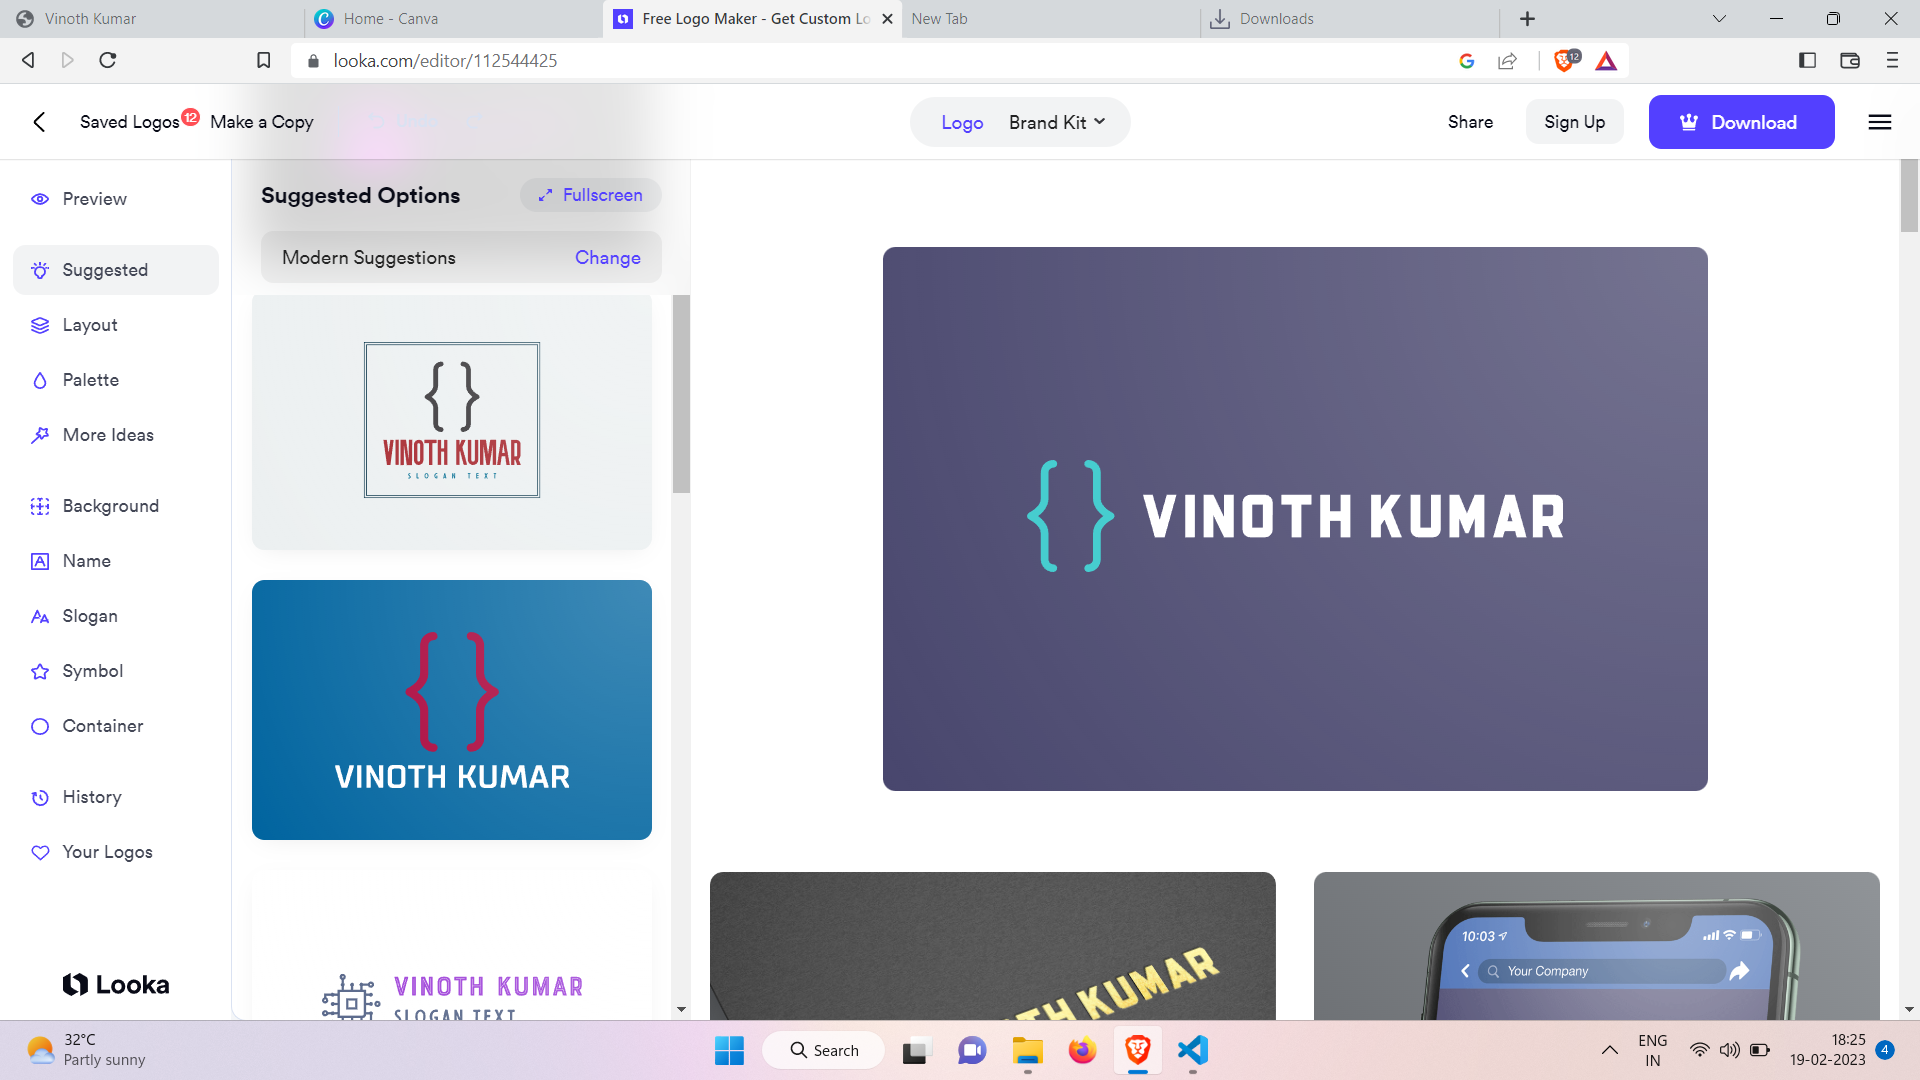 Vinoth Kumar
Home - Canva
Free Logo Maker - Get Custom Lo
New Tab
Downloads
looka.com/editor/112544425
12
Saved Logos
12
Make a Copy
Undo
Logo
Brand Kit
Share
Sign Up
Download
Preview
Suggested
Layout
Palette
More Ideas
Background
Name
Slogan
Symbol
Container
History
Your Logos
Looka
Suggested Options
Fullscreen
Modern Suggestions
Change
{ }
VINOTH KUMAR
SLOGAN TEXT
{ }
VINOTH KUMAR
VINOTH KUMAR
SLOGAN TEXT
{ } VINOTH KUMAR
TH KUMAR
10:03
Your Company
32°C
Partly sunny
Search
ENG
IN
18:25
19-02-2023
4